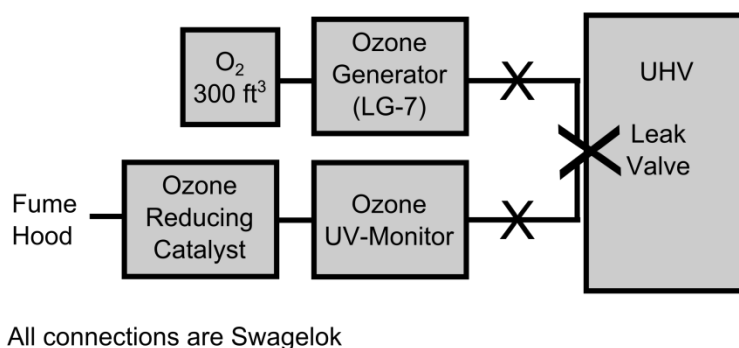 O₂
300 ft³
Ozone
Generator
(LG-7)
UHV
Leak
Valve
Fume
Hood
Ozone
Reducing
Catalyst
Ozone
UV-Monitor
All connections are Swagelok